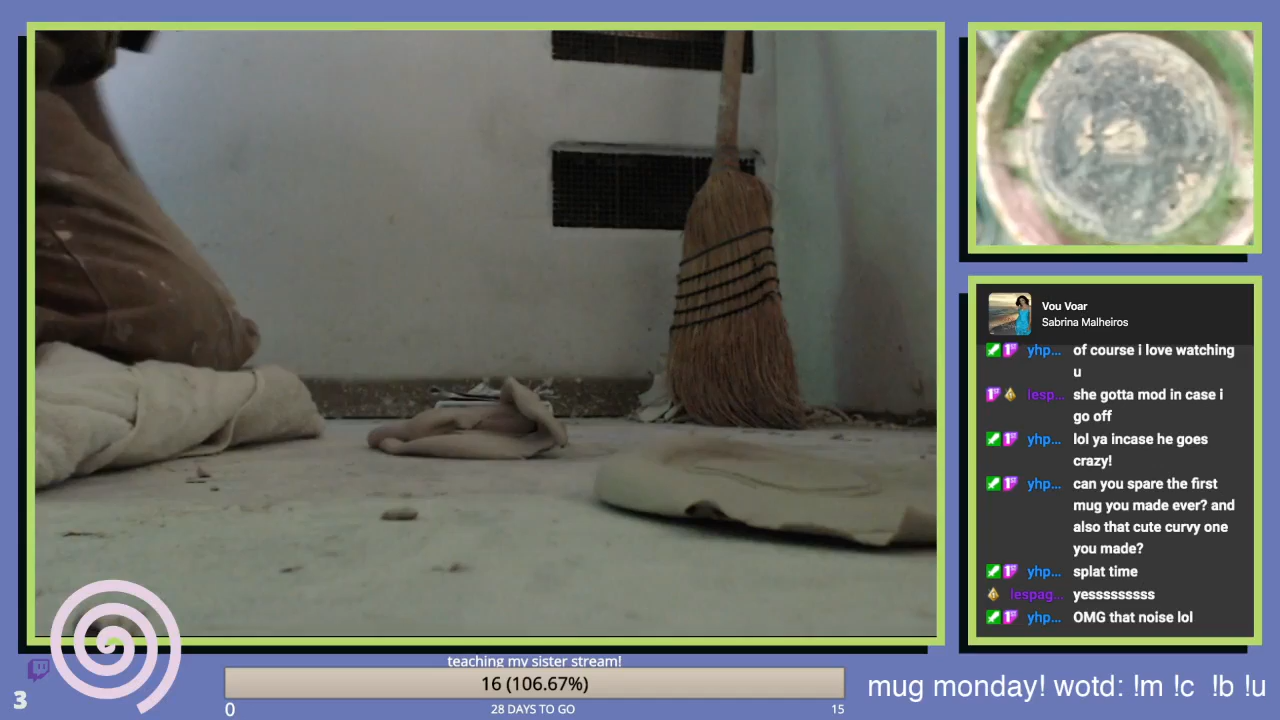 Vou Voar
Sabrina Malheiros
yhp... of course i love watching
u
lesp... she gotta mod in case i
go off
yhp... lol ya incase he goes
crazy!
yhp... can you spare the first
mug you made ever? and
also that cute curvy one
you made?
yhp... splat time
lespag... yesssssssss
yhp... OMG that noise lol
teaching my sister stream!
16 (106.67%)
0
28 DAYS TO GO
15
3
mug monday! wotd: !m !c !b !u